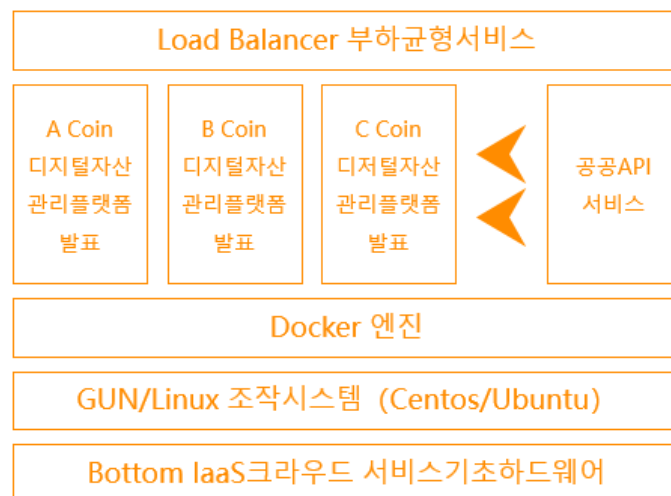 Load Balancer 부하균형서비스
A Coin
디지털자산
관리플랫폼
발표
B Coin
디지털자산
관리플랫폼
발표
C Coin
디저털자산
관리플랫폼
발표
공공API
서비스
Docker 엔진
GUN/Linux 조작시스템 (Centos/Ubuntu)
Bottom IaaS크라우드 서비스기초하드웨어